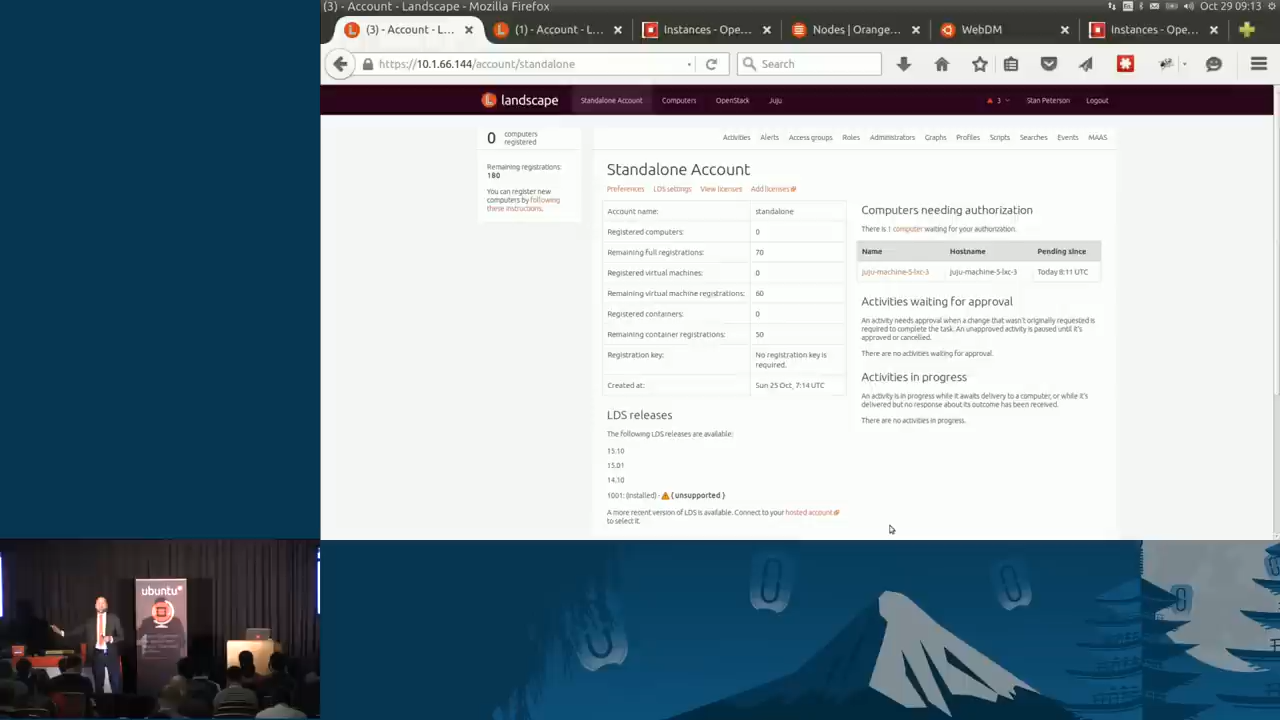 (3) - Account - Landscape - Mozilla Firefox
Oct 29 09:13
(3) - Account - L...
(1) - Account - L...
Instances - Ope...
Nodes | Orange...
WebDM
Instances - Ope...
https://10.1.66.144/account/standalone
Search
landscape
Standalone Account
Computers
OpenStack
Juju
3
Stan Peterson
Logout
0 computers registered
Remaining registrations:
180
You can register new
computers by following
these instructions.
Activities
Alerts
Access groups
Roles
Administrators
Graphs
Profiles
Scripts
Searches
Events
MAAS
Standalone Account
Preferences
LDS settings
View licenses
Add licenses
Account name: standalone
Registered computers: 0
Remaining full registrations: 70
Registered virtual machines: 0
Remaining virtual machine registrations: 60
Registered containers: 0
Remaining container registrations: 50
Registration key: No registration key is
required.
Created at: Sun 25 Oct, 7:14 UTC
LDS releases
The following LDS releases are available:
15.10
15.01
14.10
1001: (installed) - ( unsupported )
A more recent version of LDS is available. Connect to your hosted account
to select it.
Computers needing authorization
There is 1 computer waiting for your authorization.
Name Hostname Pending since
juju-machine-5-lxc-3 juju-machine-5-lxc-3 Today 8:11 UTC
Activities waiting for approval
An activity needs approval when a change that wasn't originally requested is
required to complete the task. An unapproved activity is paused until it's
approved or cancelled.
There are no activities waiting for approval.
Activities in progress
An activity is in progress while it awaits delivery to a computer, or while it's
delivered but no response about its outcome has been received.
There are no activities in progress.
ubuntu